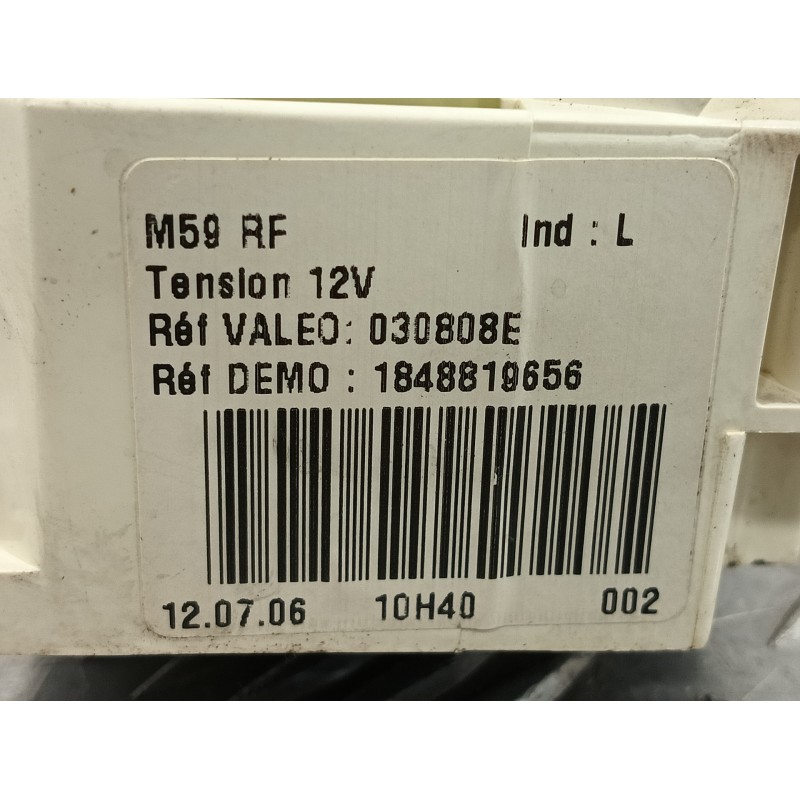 M59 RF Ind : L
Tension 12V
Réf VALEO: 030808E
Réf DEMO : 1848819656
12.07.06 10H40 002